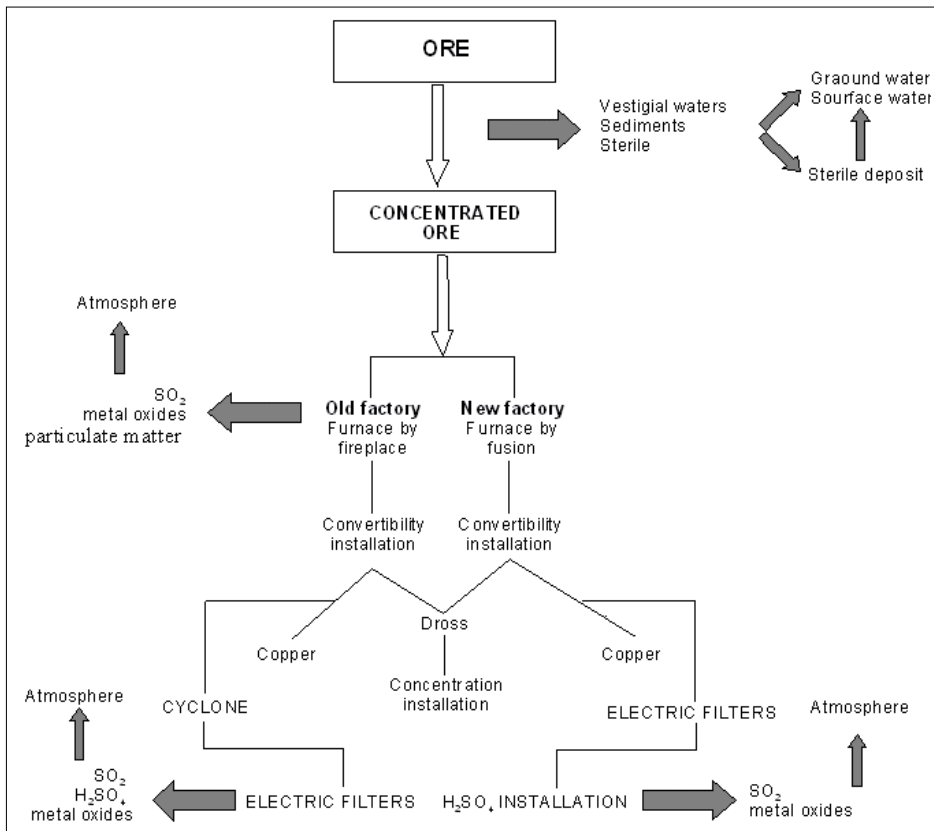 ORE
Vestigial waters
Sediments
Sterile
Graound water
Sourface water
Sterile deposit
CONCENTRATED
ORE
Atmosphere
SO₂
metal oxides
particulate matter
Old factory
Furnace by
fireplace
New factory
Furnace by
fusion
Convertibility
installation
Convertibility
installation
Dross
Copper
Copper
Concentration
installation
CYCLONE
ELECTRIC FILTERS
Atmosphere
Atmosphere
SO₂
H₂SO₄
metal oxides
ELECTRIC FILTERS
H₂SO₄ INSTALLATION
SO₂
metal oxides